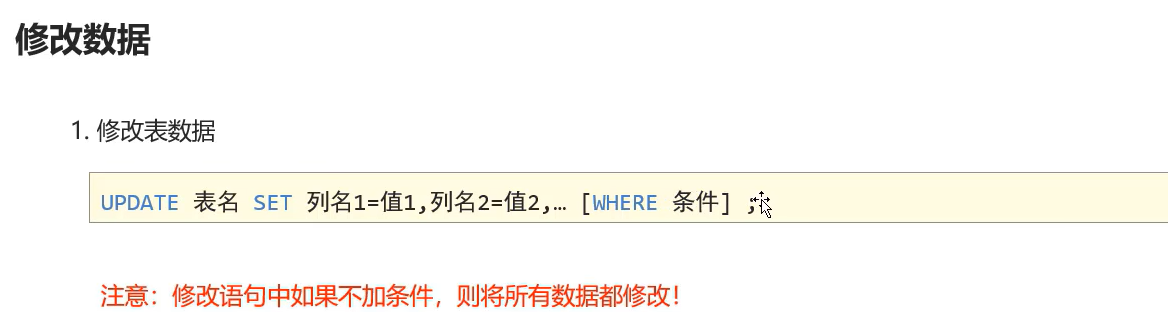 修改数据
1. 修改表数据
UPDATE 表名 SET 列名1=值1,列名2=值2,… [WHERE 条件] ;
注意：修改语句中如果不加条件，则将所有数据都修改！